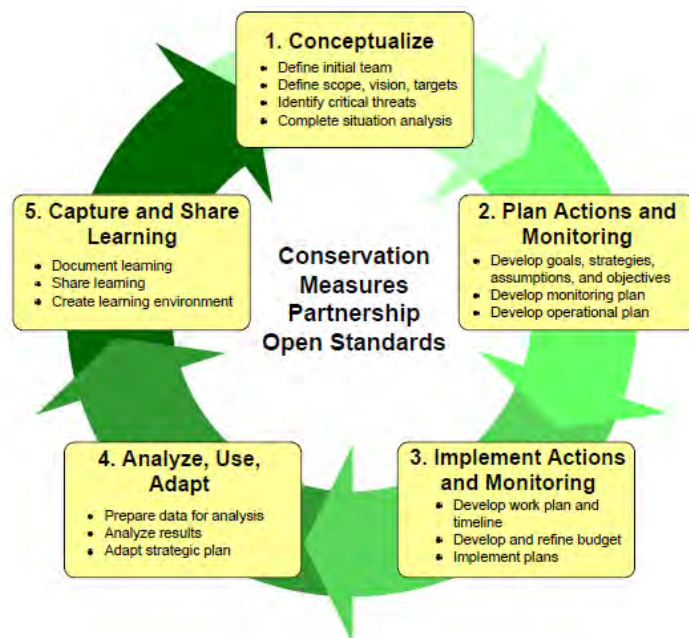 1. Conceptualize
• Define initial team
• Define scope, vision, targets
• Identify critical threats
• Complete situation analysis
2. Plan Actions and
Monitoring
• Develop goals, strategies,
assumptions, and objectives
• Develop monitoring plan
• Develop operational plan
3. Implement Actions
and Monitoring
• Develop work plan and
timeline
• Develop and refine budget
• Implement plans
4. Analyze, Use,
Adapt
• Prepare data for analysis
• Analyze results
• Adapt strategic plan
5. Capture and Share
Learning
• Document learning
• Share learning
• Create learning environment
Conservation
Measures
Partnership
Open Standards